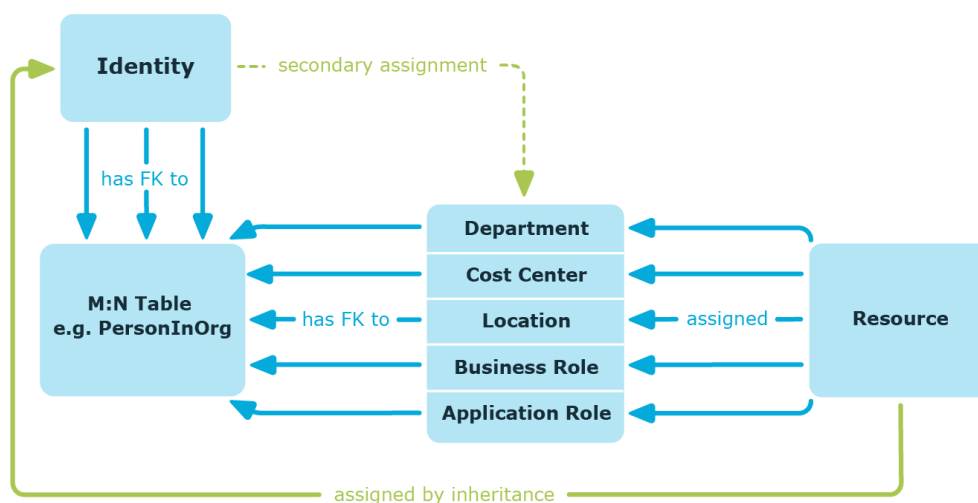 Identity
secondary assignment
has FK to
Department
Cost Center
M:N Table
e.g. PersonInOrg
has FK to
Location
assigned
Resource
Business Role
Application Role
assigned by inheritance